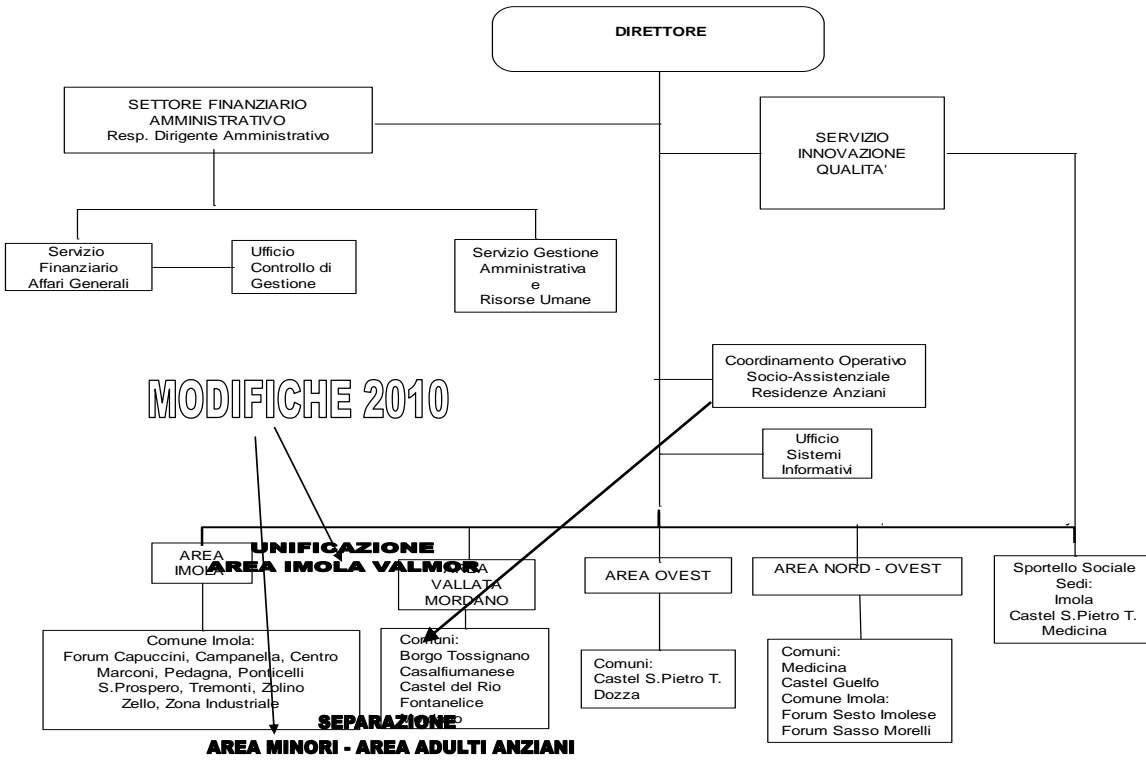 DIRETTORE
SETTORE FINANZIARIO
AMMINISTRATIVO
Resp. Dirigente Amministrativo
SERVIZIO
INNOVAZIONE
QUALITA'
Servizio
Finanziario
Affari Generali
Ufficio
Controllo di
Gestione
Servizio Gestione
Amministrativa
e
Risorse Umane
Coordinamento Operativo
Socio-Assistenziale
Residenze Anziani
MODIFICHE 2010
Ufficio
Sistemi
Informativi
UNIFICAZIONE
AREA IMOLA VALMOR
AREA
IMOLA
AREA
VALLATA
MORDANO
AREA OVEST
AREA NORD - OVEST
Sportello Sociale
Sedi:
Imola
Castel S.Pietro T.
Medicina
Comune Imola:
Forum Capuccini, Campanella, Centro
Marconi, Pedagna, Ponticelli
S.Prospero, Tremonti, Zolino
Zello, Zona Industriale
Comuni:
Borgo Tossignano
Casalfiumanese
Castel del Rio
Fontanelice
Comuni:
Castel S.Pietro T.
Dozza
Comuni:
Medicina
Castel Guelfo
Comune Imola:
Forum Sesto Imolese
Forum Sasso Morelli
SEPARAZIONE
AREA MINORI - AREA ADULTI ANZIANI